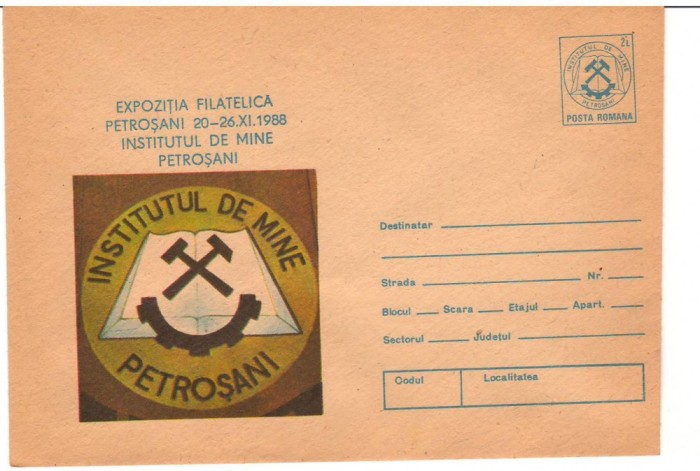 EXPOZIȚIA FILATELICĂ
PETROȘANI 20-26.XI.1988
INSTITUTUL DE MINE
PETROȘANI
INSTITUTUL DE MINE
PETROȘANI
2L
INSTITUTUL DE MINE
PETROȘANI
POSTA ROMANA
Destinatar
Strada Nr.
Blocul Scara Etajul Apart.
Sectorul Județul
Codul Localitatea